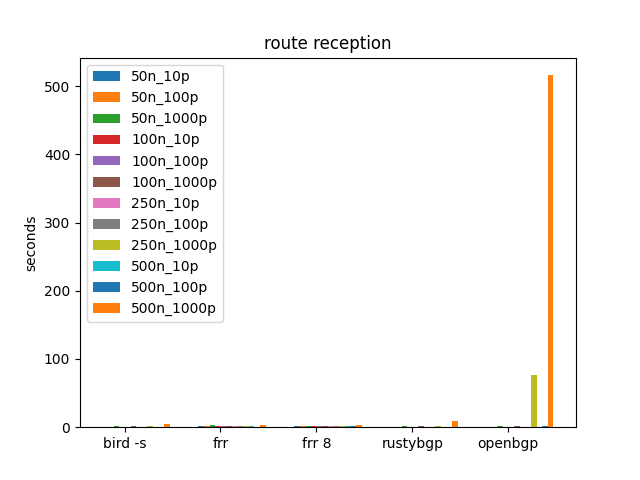 route reception
500
400
300
200
100
0
seconds
50n_10p
50n_100p
50n_1000p
100n_10p
100n_100p
100n_1000p
250n_10p
250n_100p
250n_1000p
500n_10p
500n_100p
500n_1000p
bird -s frr frr 8 rustybgp openbgp